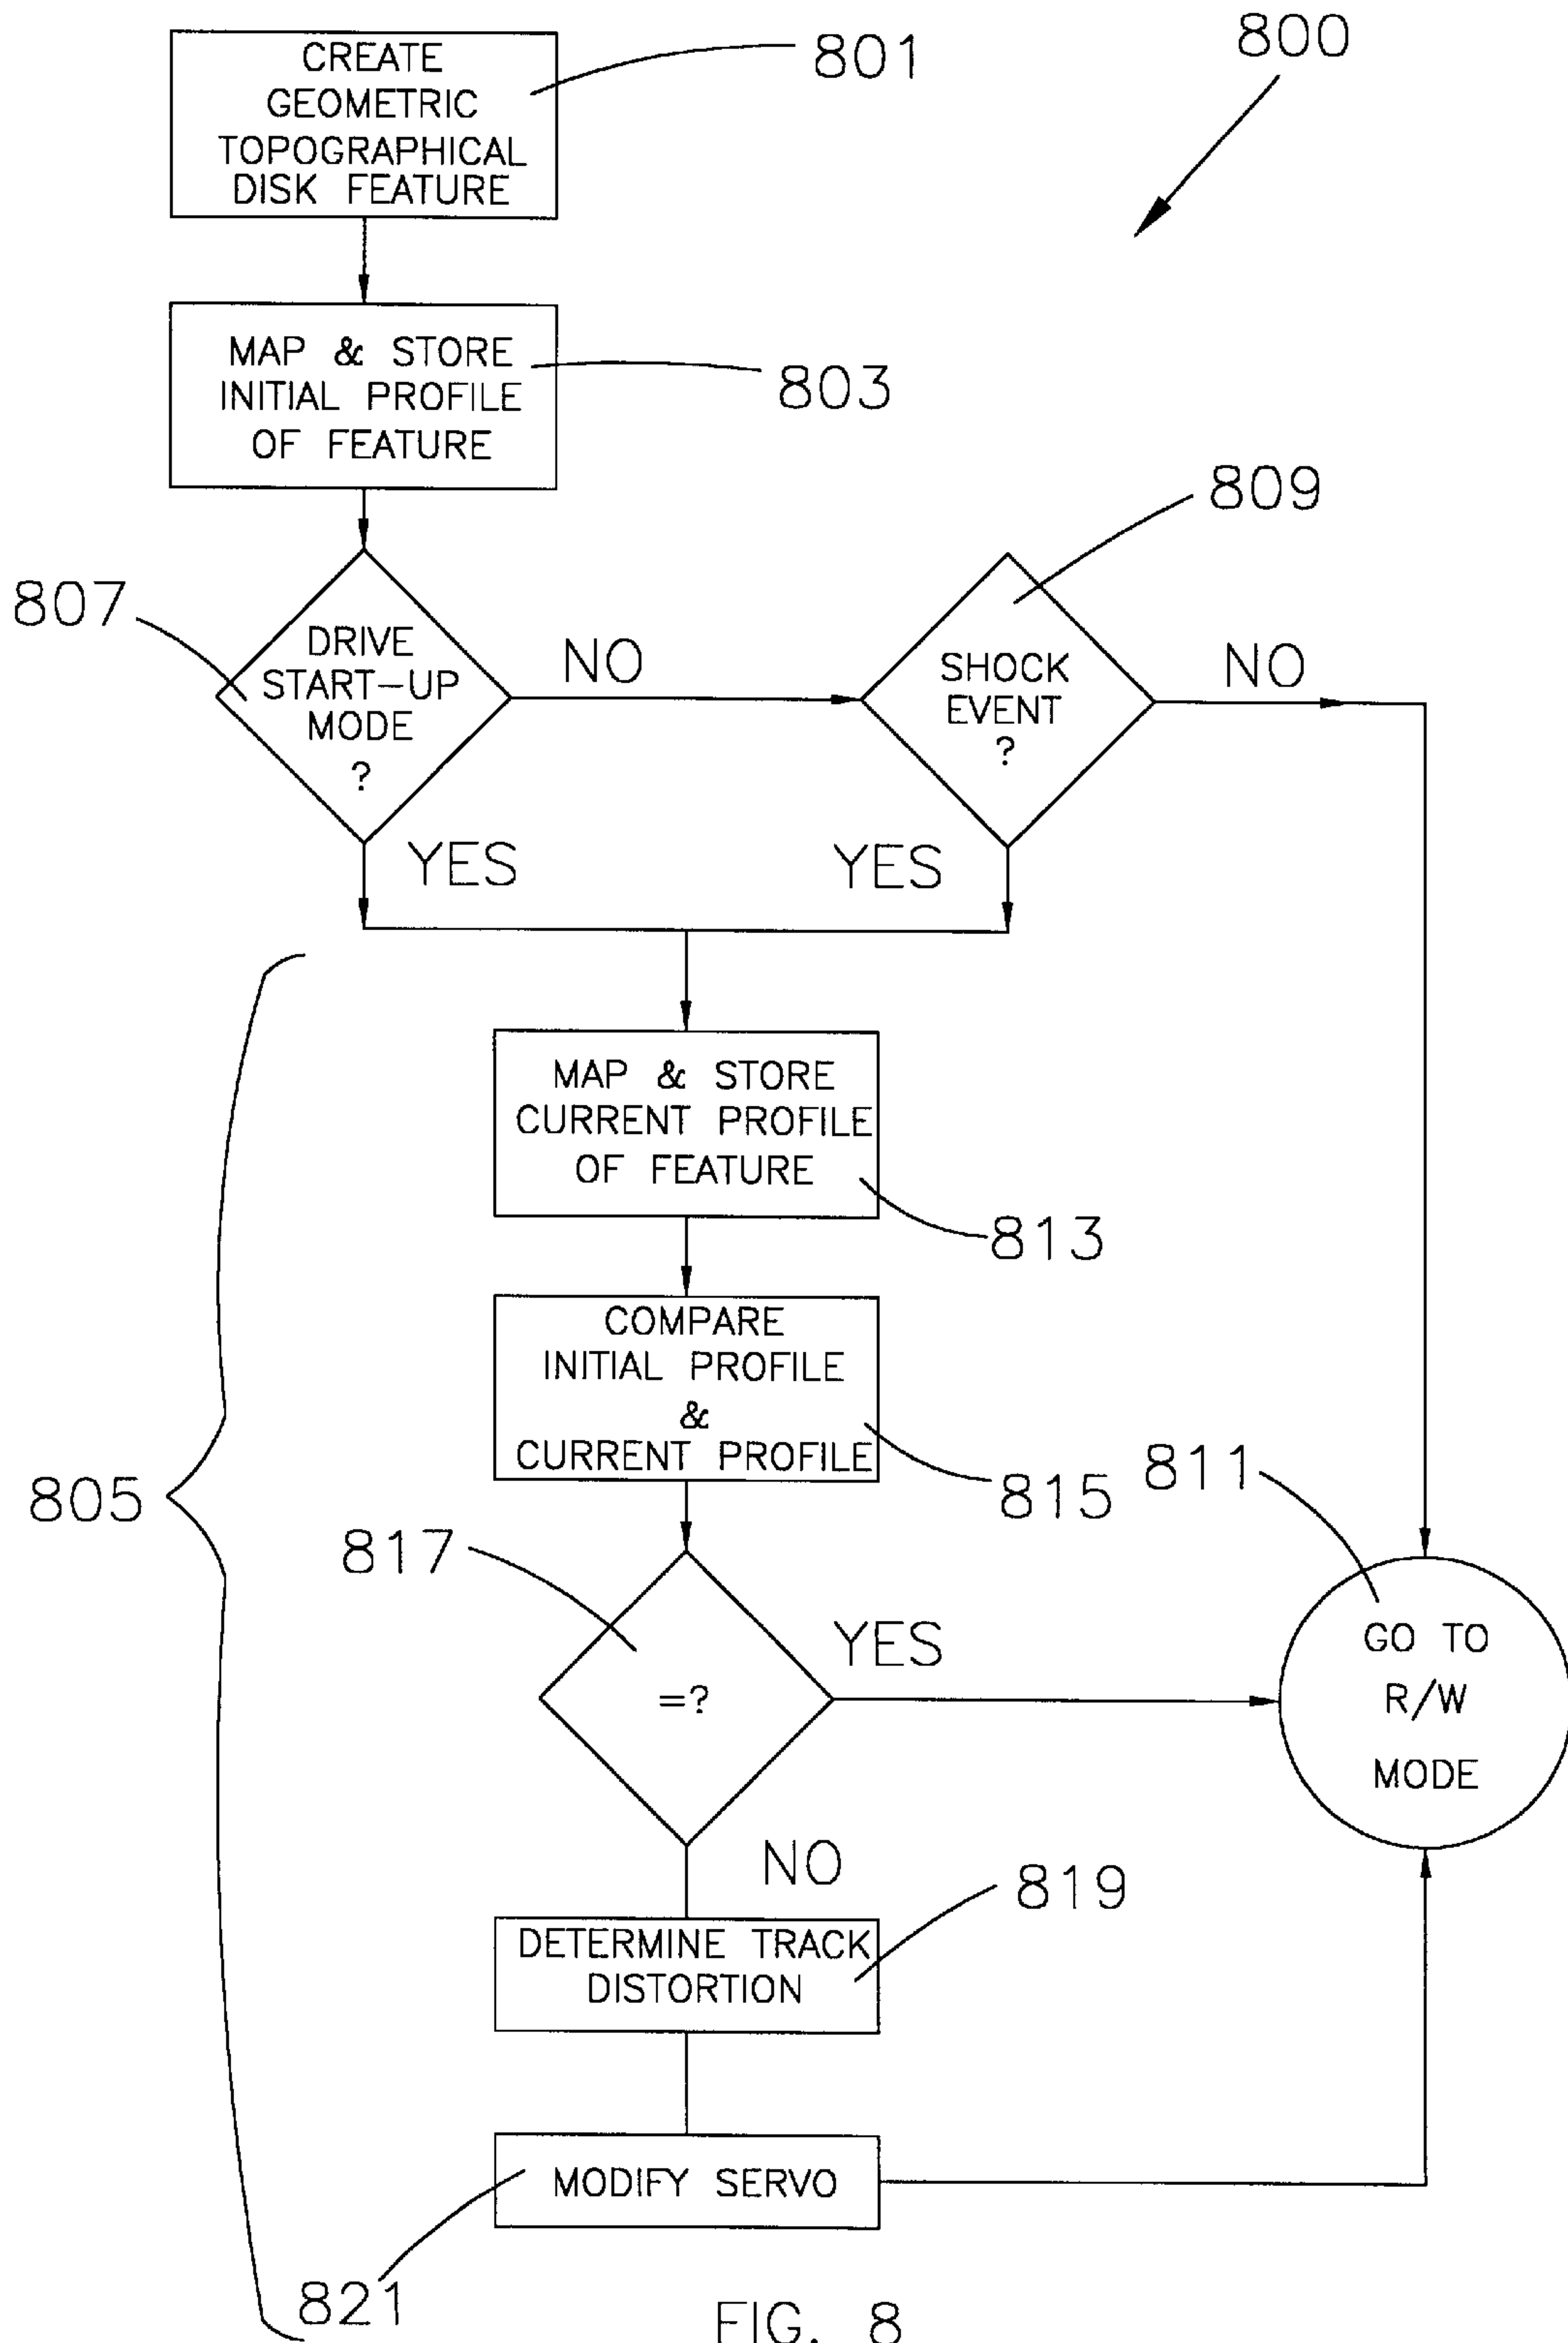 800
CREATE
GEOMETRIC
TOPOGRAPHICAL
DISK FEATURE
801
MAP & STORE
INITIAL PROFILE
OF FEATURE
803
807
DRIVE
START-UP
MODE
?
NO
809
SHOCK
EVENT
?
NO
YES
YES
805
MAP & STORE
CURRENT PROFILE
OF FEATURE
813
COMPARE
INITIAL PROFILE
&
CURRENT PROFILE
815
811
817
=?
YES
GO TO
R/W
MODE
NO
819
DETERMINE TRACK
DISTORTION
MODIFY SERVO
821
FIG. 8